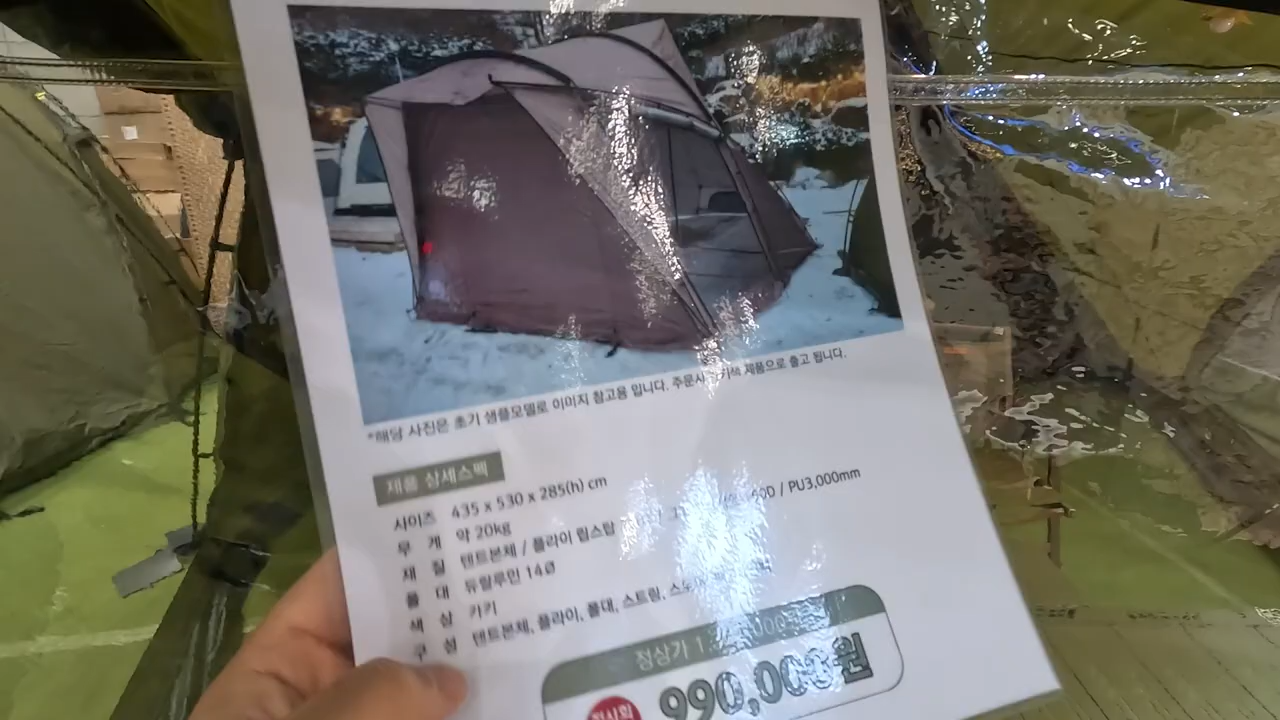 *해당 사진은 초기 샘플모델로 이미지 참고용 입니다. 주문시 카키색 제품으로 출고 됩니다.
제품 상세스펙
사이즈 435 x 530 x 285(h) cm
무 게 약 20kg
재 질 텐트본체 / 플라이 립스탑 / PU3,000mm
폴 대 듀랄루민 14Ø
색 상 카키
구 성 텐트본체, 플라이, 폴대, 스트링,
정상가
990,000원